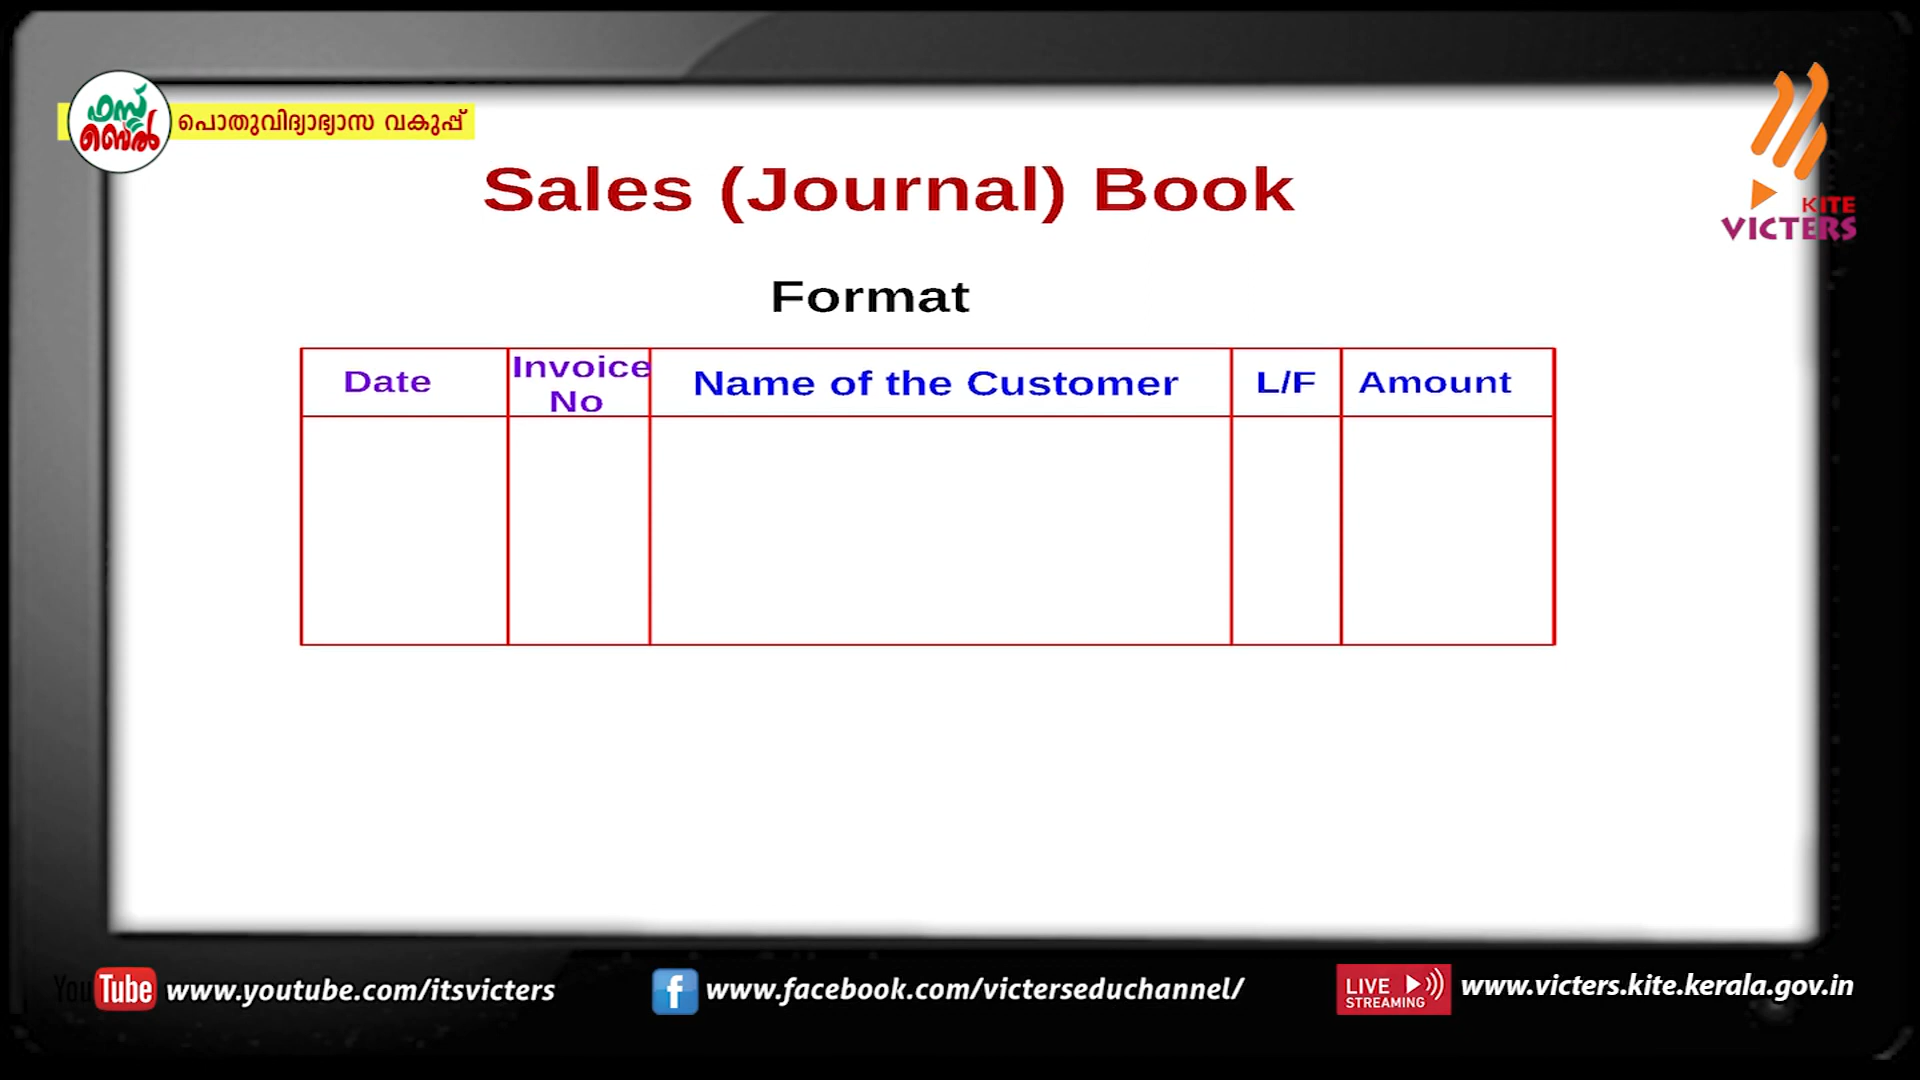 ഫസ്റ്റ്
ബെൽ
പൊതുവിദ്യാഭ്യാസ വകുപ്പ്
KITE
VICTERS
Sales (Journal) Book
Format
Date
Invoice
No
Name of the Customer
L/F
Amount
YouTube www.youtube.com/itsvicters
f www.facebook.com/victerseduchannel/
LIVE
STREAMING
www.victers.kite.kerala.gov.in